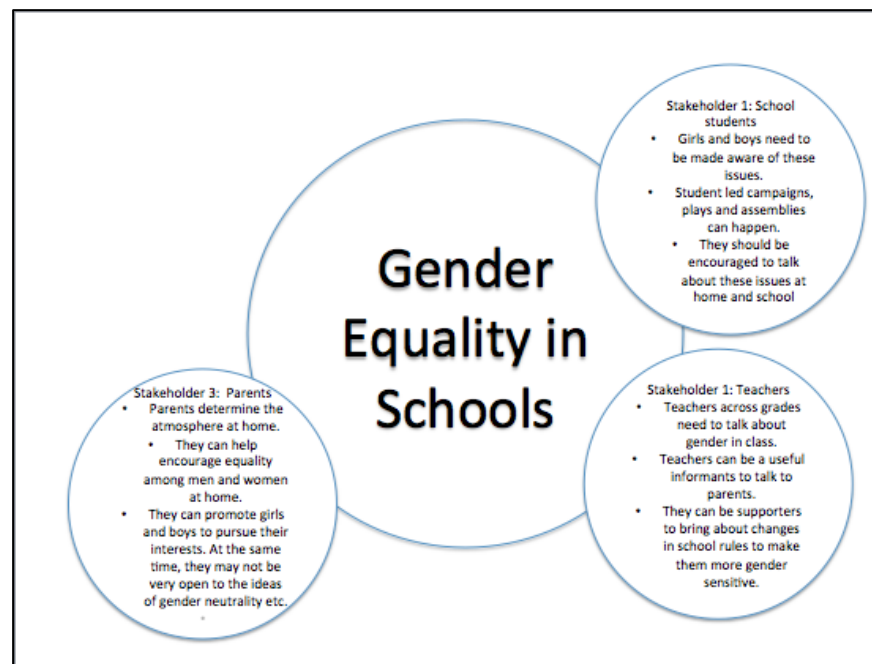 Gender
Equality in
Schools
Stakeholder 1: School
students
• Girls and boys need to
be made aware of these
issues.
• Student led campaigns,
plays and assemblies
can happen.
• They should be
encouraged to talk
about these issues at
home and school
Stakeholder 1: Teachers
• Teachers across grades
need to talk about
gender in class.
• Teachers can be a useful
informants to talk to
parents.
• They can be supporters
to bring about changes
in school rules to make
them more gender
sensitive.
Stakeholder 3: Parents
• Parents determine the
atmosphere at home.
• They can help
encourage equality
among men and women
at home.
• They can promote girls
and boys to pursue their
interests. At the same
time, they may not be
very open to the ideas
of gender neutrality etc.